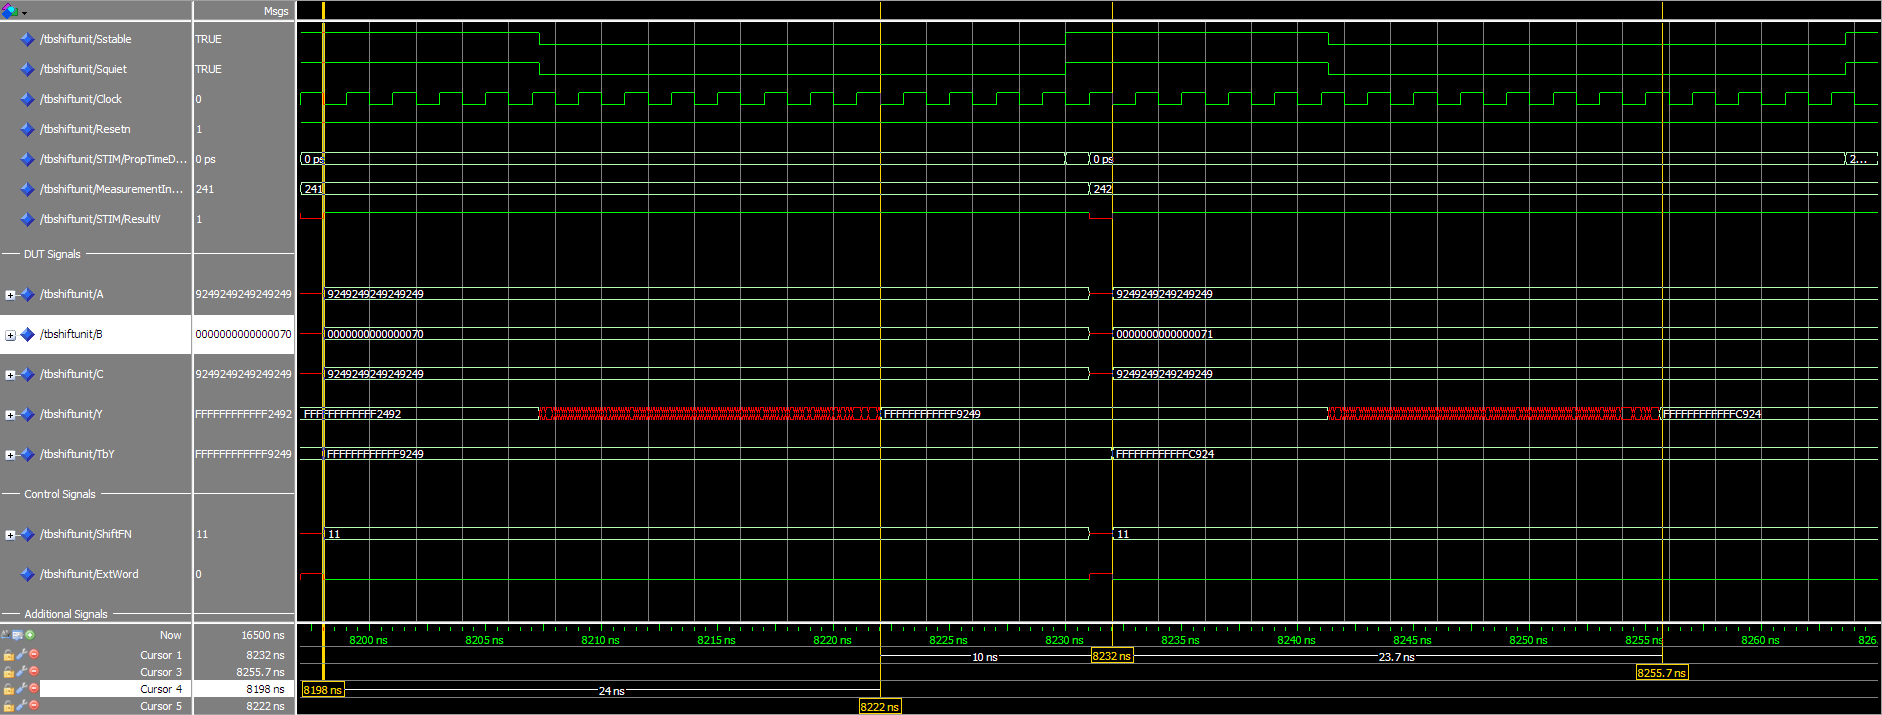 Msgs
/tbshiftunit/Sstable TRUE
/tbshiftunit/Squiet TRUE
/tbshiftunit/Clock 0
/tbshiftunit/Resetn 1
/tbshiftunit/STIM/PropTimeD... 0 ps 0 ps 0 ps 2...
/tbshiftunit/MeasurementIn... 241 241 242
/tbshiftunit/STIM/ResultV 1
DUT Signals
/tbshiftunit/A 9249249249249249 9249249249249249 9249249249249249
/tbshiftunit/B 0000000000000070 0000000000000070 0000000000000071
/tbshiftunit/C 9249249249249249 9249249249249249 9249249249249249
/tbshiftunit/Y FFFFFFFFFFFF2492 FFFFFFFFFFFF2492 FFFFFFFFFFFF9249 FFFFFFFFFFFFC924
/tbshiftunit/TbY FFFFFFFFFFFF9249 FFFFFFFFFFFF9249 FFFFFFFFFFFFC924
Control Signals
/tbshiftunit/ShiftFN 11 11 11
/tbshiftunit/ExtWord 0
Additional Signals
Now 16500 ns 8200 ns 8205 ns 8210 ns 8215 ns 8220 ns 8225 ns 8230 ns 8235 ns 8240 ns 8245 ns 8250 ns 8255 ns 8260 ns 826
Cursor 1 8232 ns 10 ns 8232 ns 23.7 ns
Cursor 3 8255.7 ns 8255.7 ns
Cursor 4 8198 ns 8198 ns 24 ns
Cursor 5 8222 ns 8222 ns